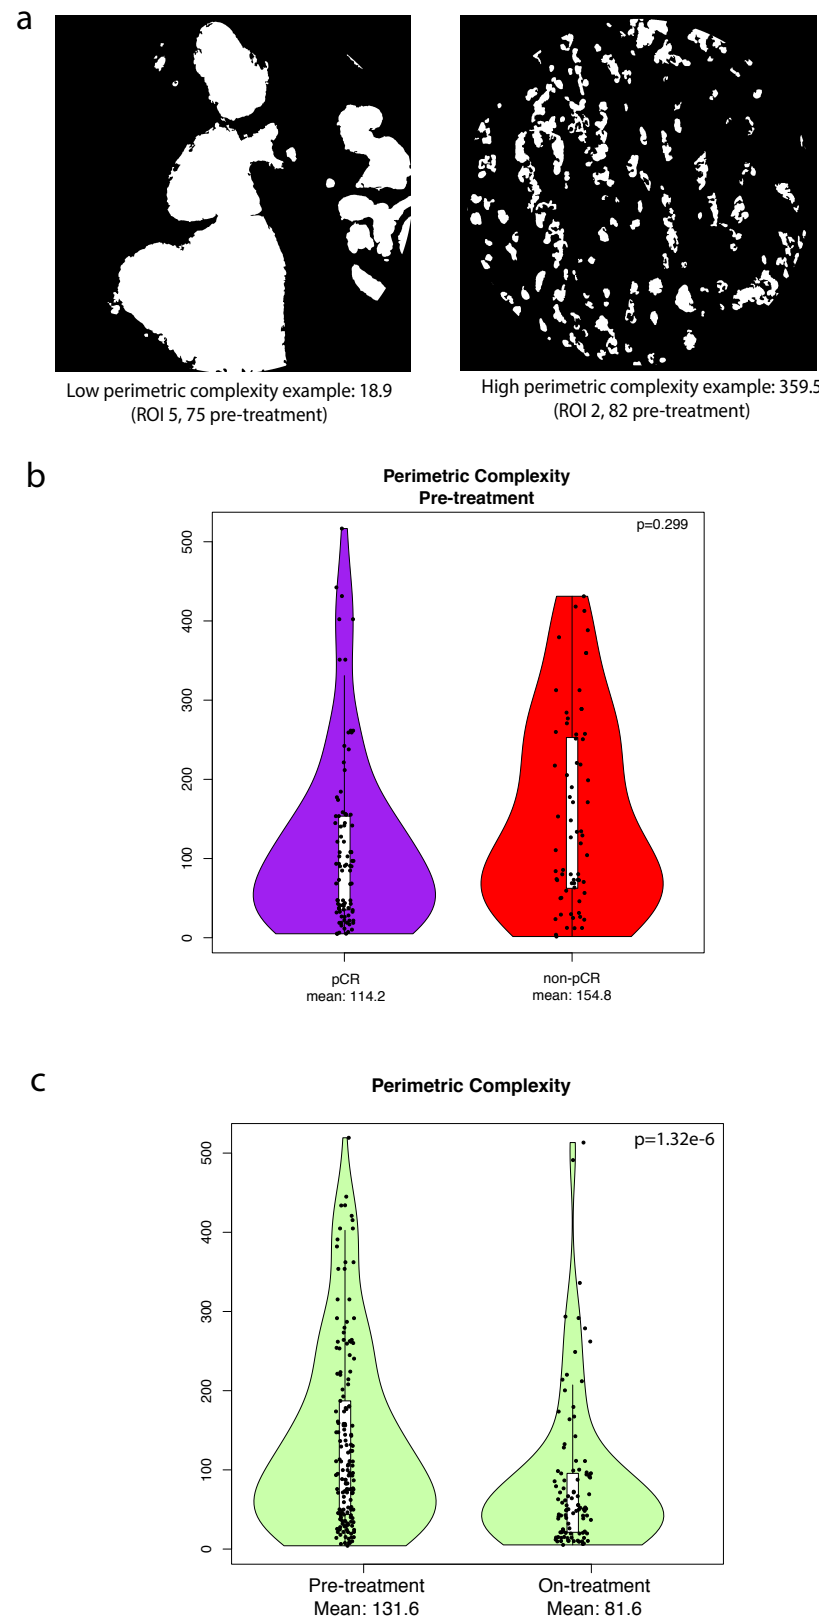 a
Low perimetric complexity example: 18.9
(ROI 5, 75 pre-treatment)
High perimetric complexity example: 359.5
(ROI 2, 82 pre-treatment)
b
Perimetric Complexity
Pre-treatment
p=0.299
500
400
300
200
100
0
pCR
mean: 114.2
non-pCR
mean: 154.8
c
Perimetric Complexity
p=1.32e-6
500
400
300
200
100
0
Pre-treatment
Mean: 131.6
On-treatment
Mean: 81.6